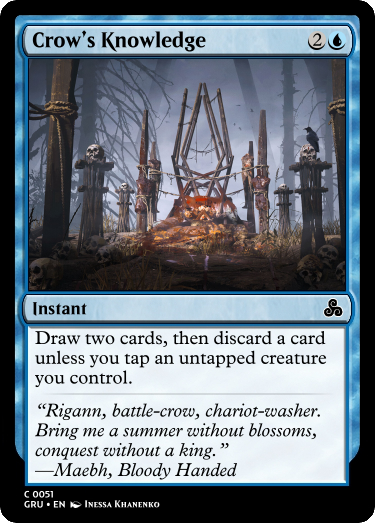 Crow's Knowledge 2
Instant
Draw two cards, then discard a card
unless you tap an untapped creature
you control.
"Rigann, battle-crow, chariot-washer.
Bring me a summer without blossoms,
conquest without a king."
—Maebh, Bloody Handed
C 0051
GRU • EN Inessa Khanenko